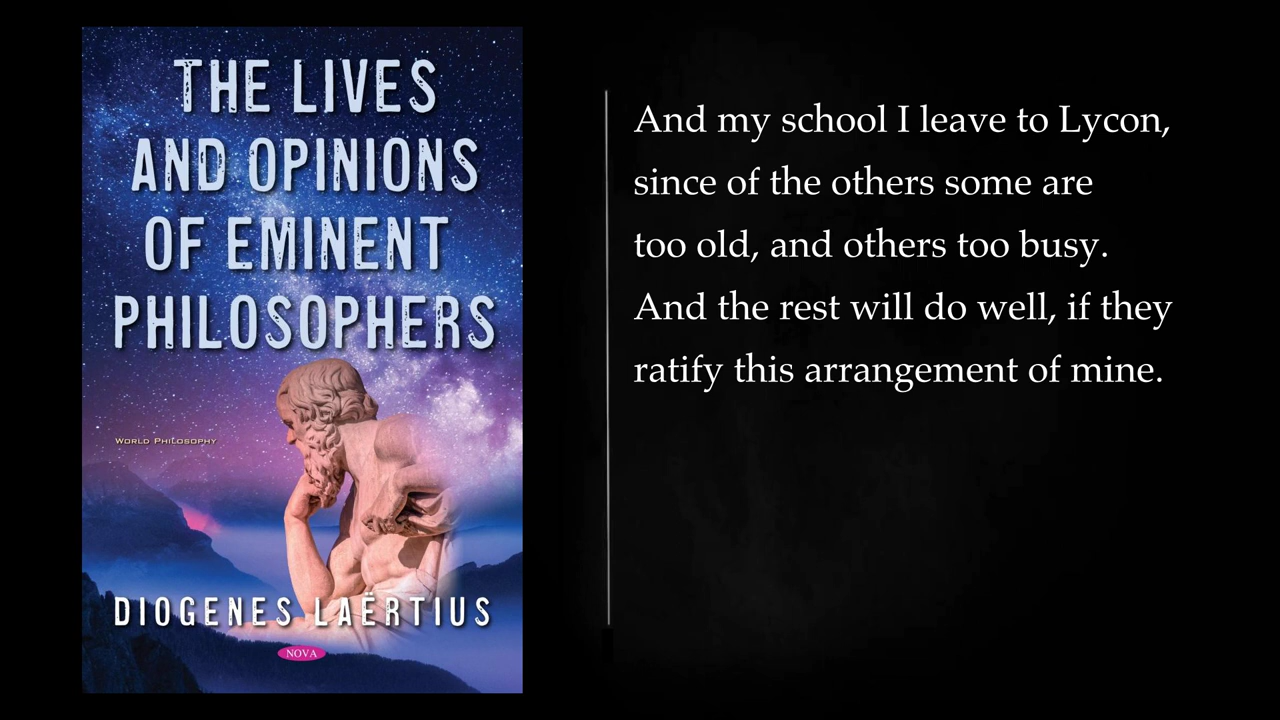 THE LIVES
AND OPINIONS
OF EMINENT
PHILOSOPHERS
WORLD PHILOSOPHY
DIOGENES LAËRTIUS
NOVA
And my school I leave to Lycon,
since of the others some are
too old, and others too busy.
And the rest will do well, if they
ratify this arrangement of mine.